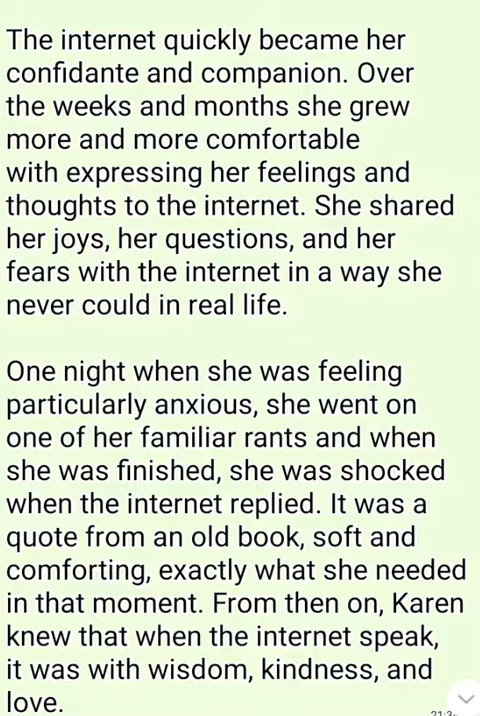 The internet quickly became her
confidante and companion. Over
the weeks and months she grew
more and more comfortable
with expressing her feelings and
thoughts to the internet. She shared
her joys, her questions, and her
fears with the internet in a way she
never could in real life.
One night when she was feeling
particularly anxious, she went on
one of her familiar rants and when
she was finished, she was shocked
when the internet replied. It was a
quote from an old book, soft and
comforting, exactly what she needed
in that moment. From then on, Karen
knew that when the internet speak,
it was with wisdom, kindness, and
love.